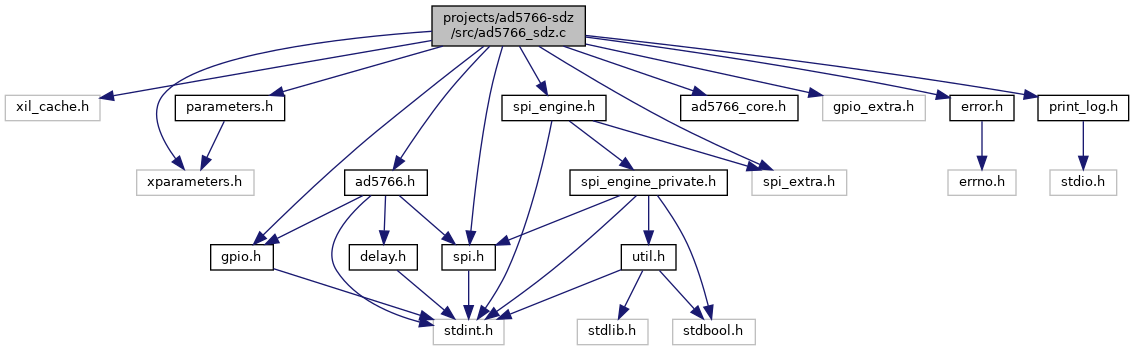 projects/ad5766-sdz
/src/ad5766_sdz.c
xil_cache.h
parameters.h
spi_engine.h
ad5766_core.h
gpio_extra.h
error.h
print_log.h
xparameters.h
ad5766.h
spi_engine_private.h
spi_extra.h
errno.h
stdio.h
gpio.h
delay.h
spi.h
util.h
stdint.h
stdlib.h
stdbool.h